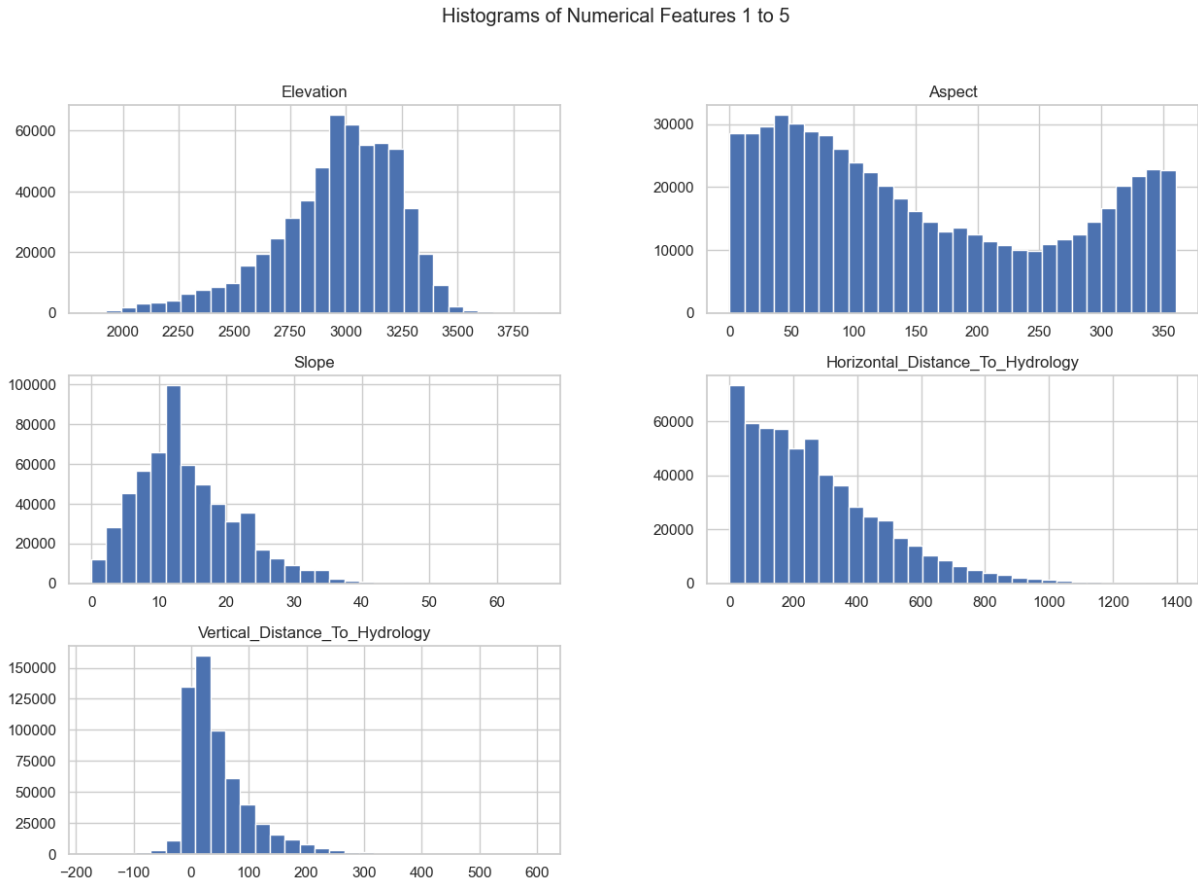 Histograms of Numerical Features 1 to 5
Elevation
60000
40000
20000
0
2000 2250 2500 2750 3000 3250 3500 3750
Aspect
30000
20000
10000
0
0 50 100 150 200 250 300 350
Slope
100000
80000
60000
40000
20000
0
0 10 20 30 40 50 60
Horizontal_Distance_To_Hydrology
60000
40000
20000
0
0 200 400 600 800 1000 1200 1400
Vertical_Distance_To_Hydrology
150000
125000
100000
75000
50000
25000
0
−200 −100 0 100 200 300 400 500 600